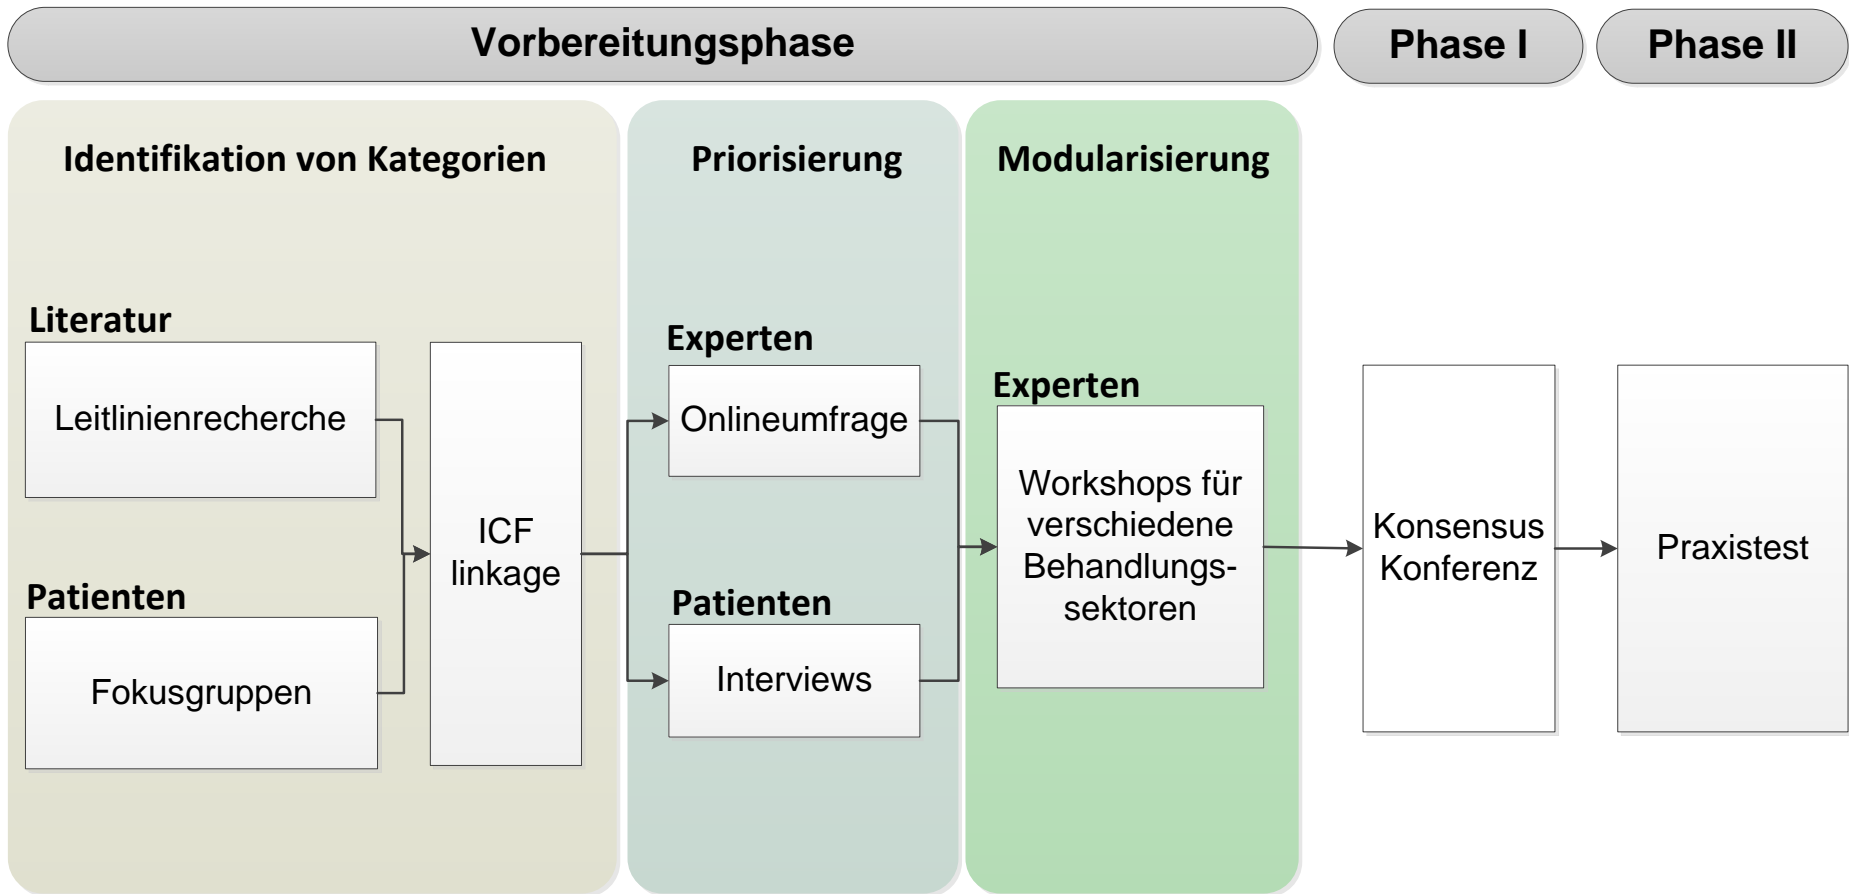 Vorbereitungsphase
Phase I
Phase II
Identifikation von Kategorien
Priorisierung
Modularisierung
Literatur
Leitlinienrecherche
Patienten
Fokusgruppen
ICF
linkage
Experten
Onlineumfrage
Patienten
Interviews
Experten
Workshops für
verschiedene
Behandlungs-
sektoren
Konsensus
Konferenz
Praxistest